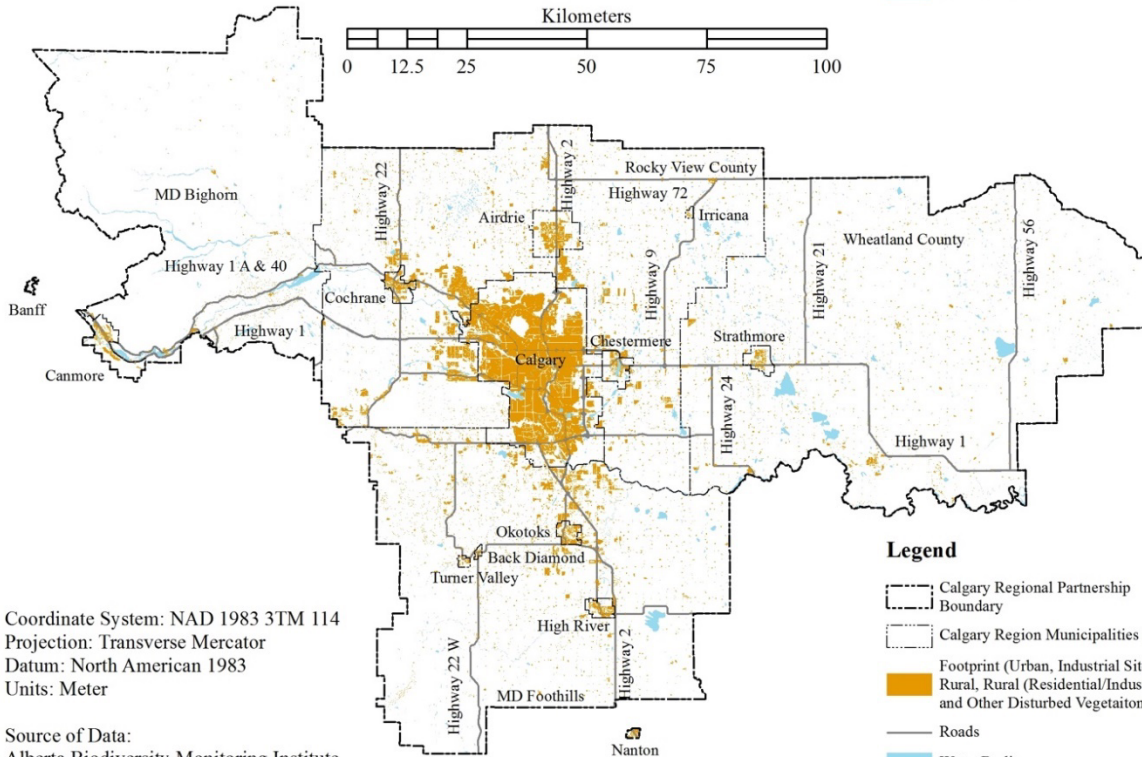 Kilometers
0 12.5 25 50 75 100
Highway 2
Rocky View County
Highway 22
Highway 72
MD Bighorn
Airdrie
Irricana
Highway 56
Highway 21
Wheatland County
Highway 9
Highway 1 A & 40
Banff
Cochrane
Highway 1
Chestermere
Strathmore
Calgary
Canmore
Highway 24
Highway 1
Okotoks
Back Diamond
Turner Valley
High River
Highway 2
Highway 22 W
MD Foothills
Nanton
Coordinate System: NAD 1983 3TM 114
Projection: Transverse Mercator
Datum: North American 1983
Units: Meter
Source of Data:
Alberta Biodiversity Monitoring Institute
Legend
Calgary Regional Partnership
Boundary
Calgary Region Municipalities
Footprint (Urban, Industrial Sit
Rural, Rural (Residential/Indus
and Other Disturbed Vegetaiton
Roads